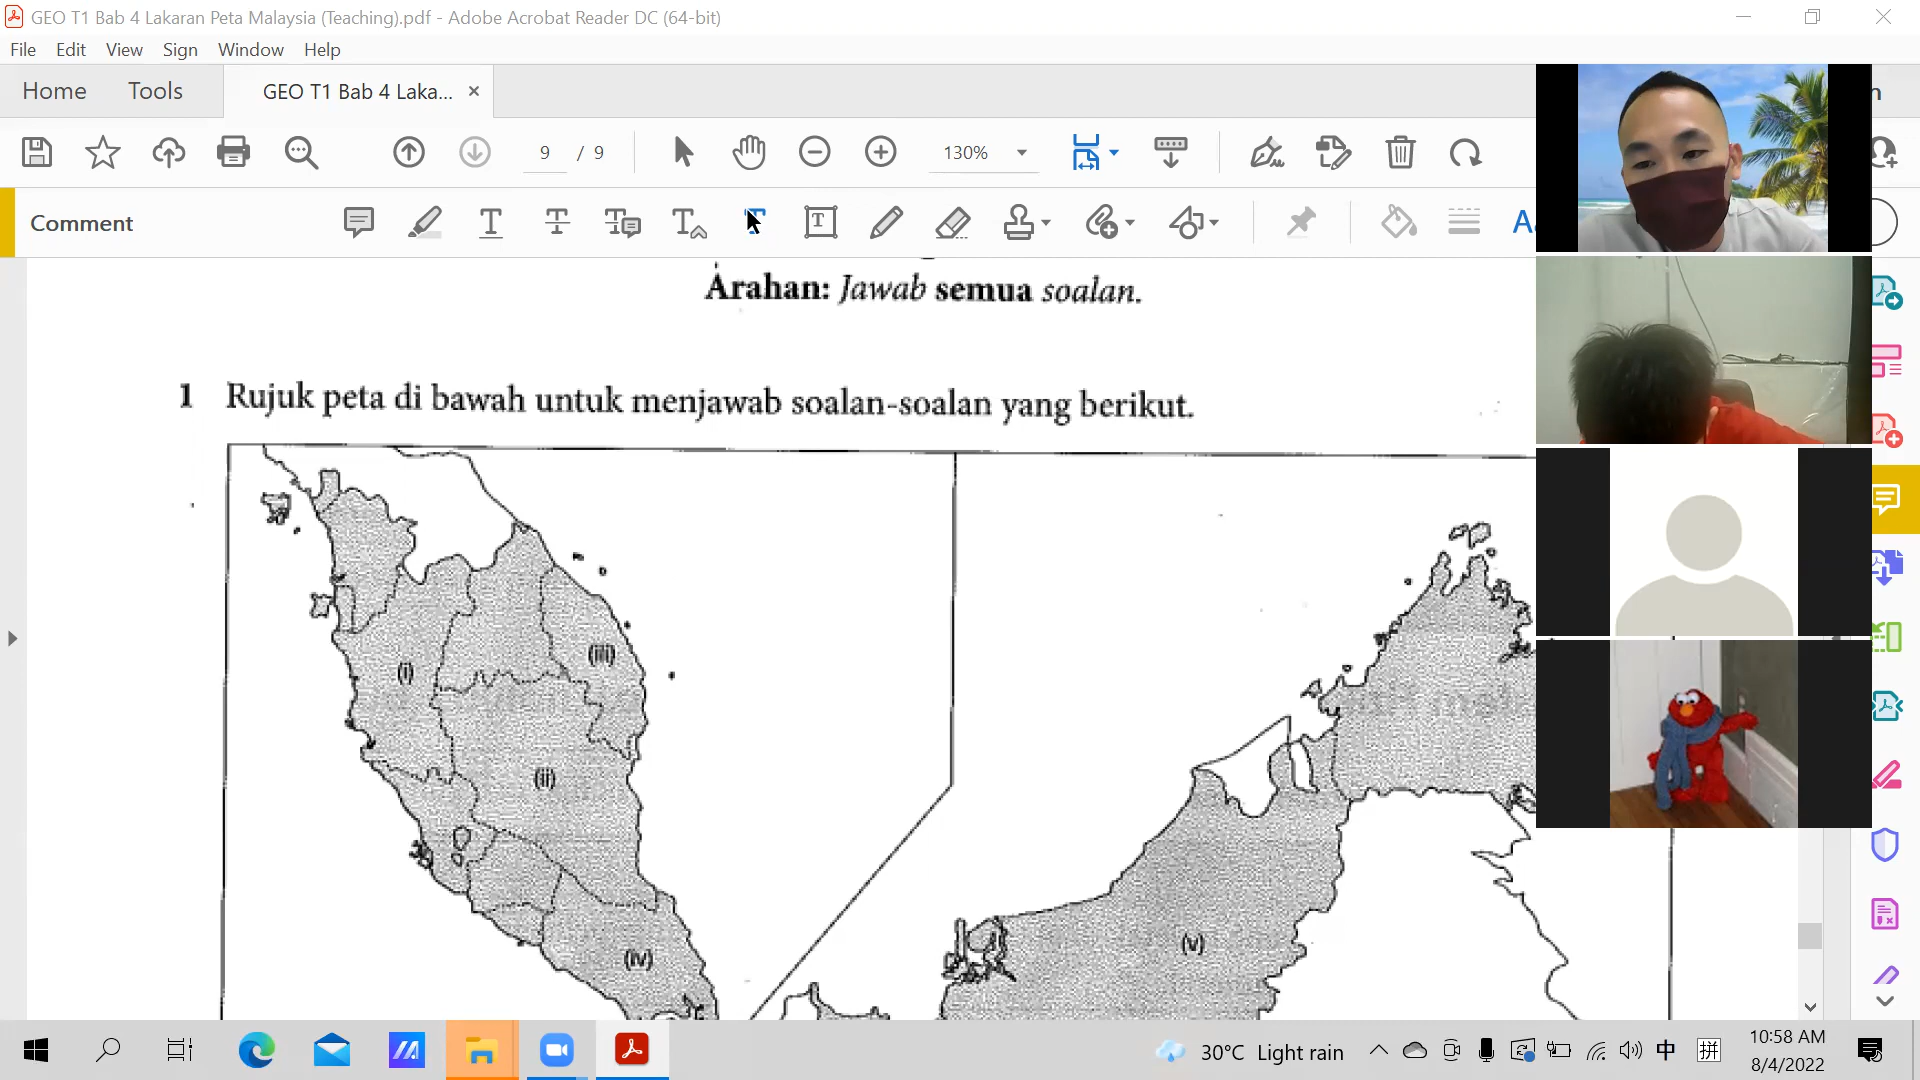 GEO T1 Bab 4 Lakaran Peta Malaysia (Teaching).pdf - Adobe Acrobat Reader DC (64-bit)
File Edit View Sign Window Help
Home Tools GEO T1 Bab 4 Laka... ×
9 / 9 130%
Comment
Arahan: Jawab semua soalan.
1 Rujuk peta di bawah untuk menjawab soalan-soalan yang berikut.
(i)
(ii)
(iii)
(iv)
(v)
30°C Light rain 中 拼 10:58 AM
8/4/2022